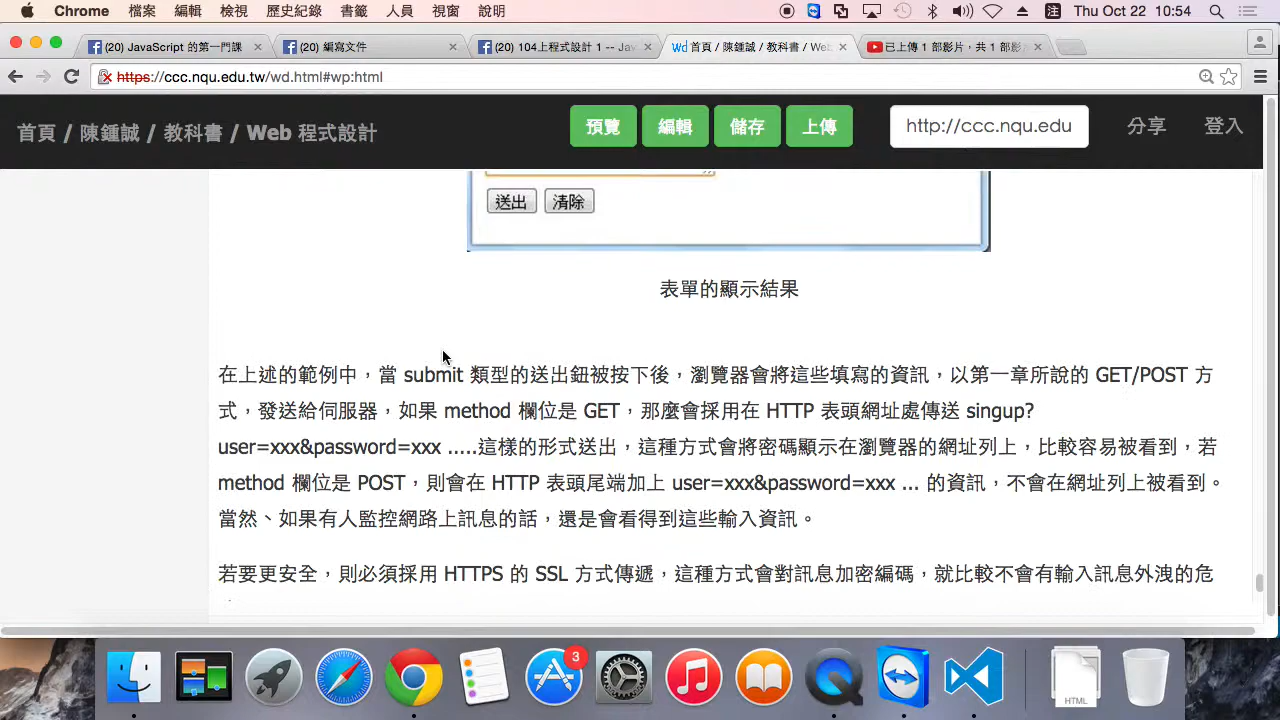 Chrome 檔案 編輯 檢視 歷史紀錄 書籤 人員 視窗 說明 注 Thu Oct 22 10:54
(20) JavaScript 的第一門課 (20) 編寫文件 (20) 104上程式設計 1 -- Jav 首頁 / 陳鍾誠 / 教科書 / Web 已上傳 1 部影片，共 1 部影
https://ccc.nqu.edu.tw/wd.html#wp:html
首頁 / 陳鍾誠 / 教科書 / Web 程式設計 預覽 編輯 儲存 上傳 http://ccc.nqu.edu 分享 登入
送出 清除
表單的顯示結果
在上述的範例中，當 submit 類型的送出鈕被按下後，瀏覽器會將這些填寫的資訊，以第一章所說的 GET/POST 方
式，發送給伺服器，如果 method 欄位是 GET，那麼會採用在 HTTP 表頭網址處傳送 singup?
user=xxx&password=xxx .....這樣的形式送出，這種方式會將密碼顯示在瀏覽器的網址列上，比較容易被看到，若
method 欄位是 POST，則會在 HTTP 表頭尾端加上 user=xxx&password=xxx ... 的資訊，不會在網址列上被看到。
當然、如果有人監控網路上訊息的話，還是會看得到這些輸入資訊。
若要更安全，則必須採用 HTTPS 的 SSL 方式傳遞，這種方式會對訊息加密編碼，就比較不會有輸入訊息外洩的危
3
HTML